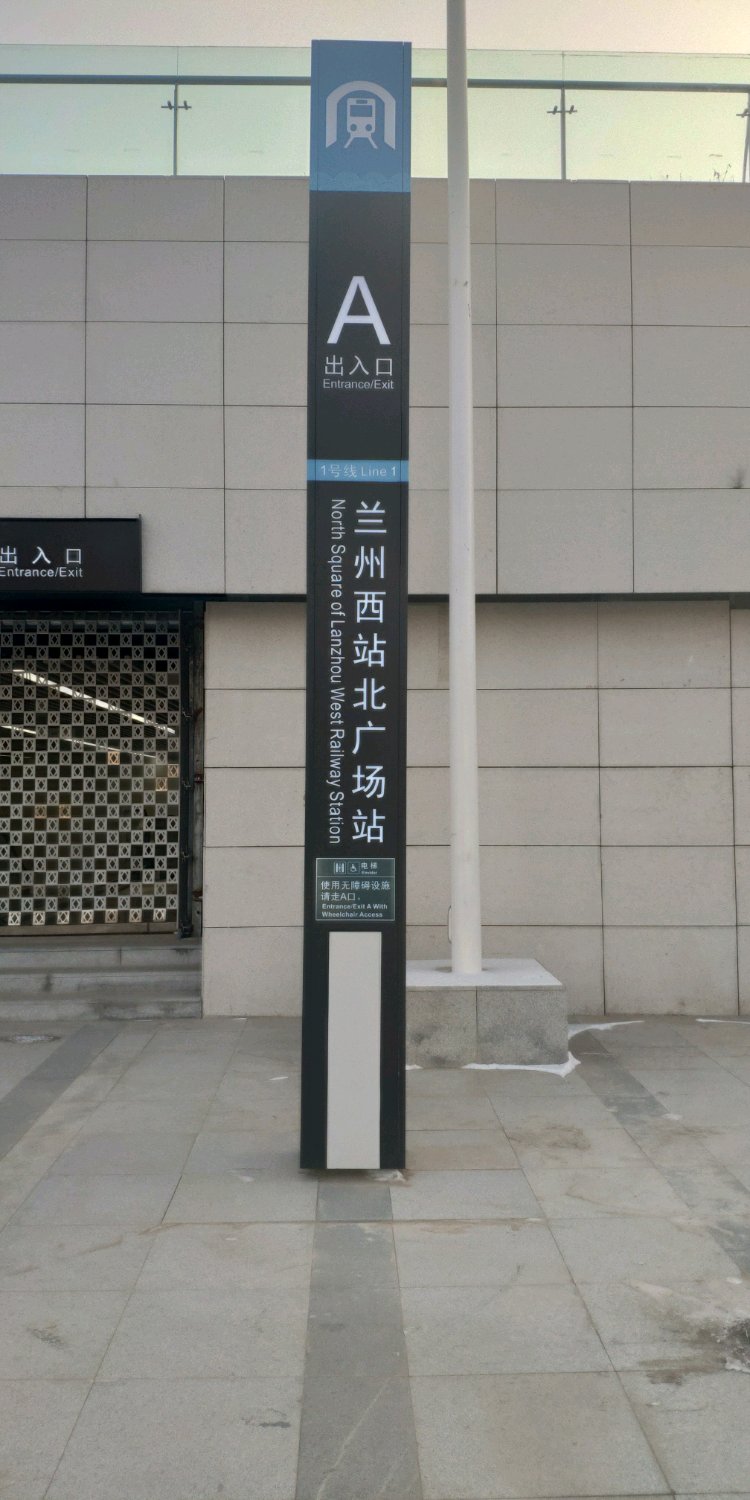 A
出入口
Entrance/Exit
1号线 Line 1
兰州西站北广场站
North Square of Lanzhou West Railway Station
电梯
Elevator
使用无障碍设施
请走A口。
Entrance/Exit A With
Wheelchair Access
出入口
Entrance/Exit